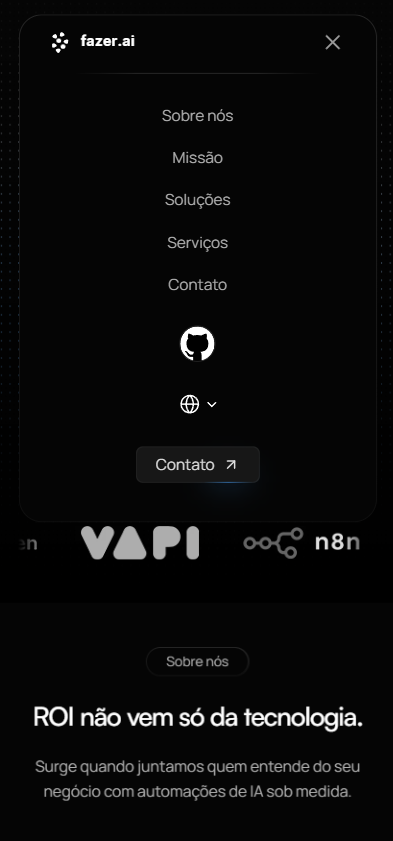 fazer.ai
Sobre nós
Missão
Soluções
Serviços
Contato
Contato
en
VAPI
n8n
Sobre nós
ROI não vem só da tecnologia.
Surge quando juntamos quem entende do seu
negócio com automações de IA sob medida.